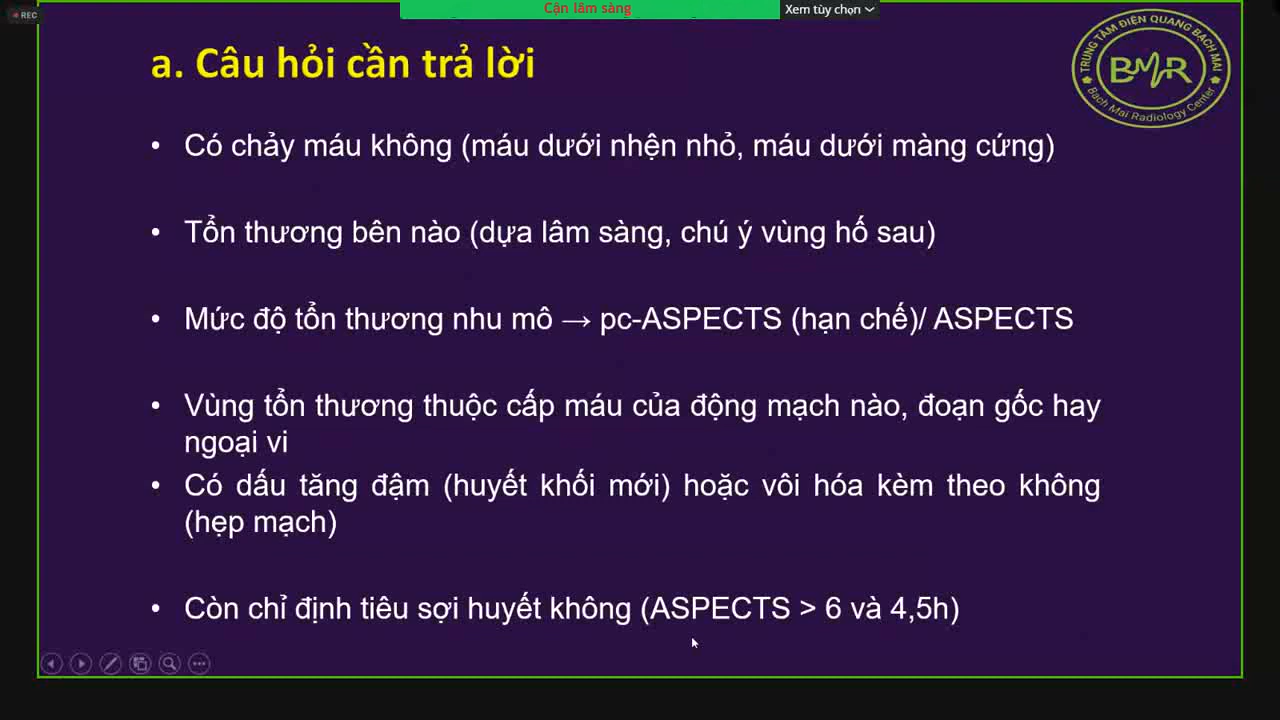 REC
Cận lâm sàng
Xem tùy chọn
a. Câu hỏi cần trả lời
TRUNG TÂM ĐIỆN QUANG BẠCH MAI
BMR
Bach Mai Radiology Center
• Có chảy máu không (máu dưới nhện nhỏ, máu dưới màng cứng)
• Tổn thương bên nào (dựa lâm sàng, chú ý vùng hố sau)
• Mức độ tổn thương nhu mô → pc-ASPECTS (hạn chế)/ ASPECTS
• Vùng tổn thương thuộc cấp máu của động mạch nào, đoạn gốc hay
ngoại vi
• Có dấu tăng đậm (huyết khối mới) hoặc vôi hóa kèm theo không
(hẹp mạch)
• Còn chỉ định tiêu sợi huyết không (ASPECTS > 6 và 4,5h)